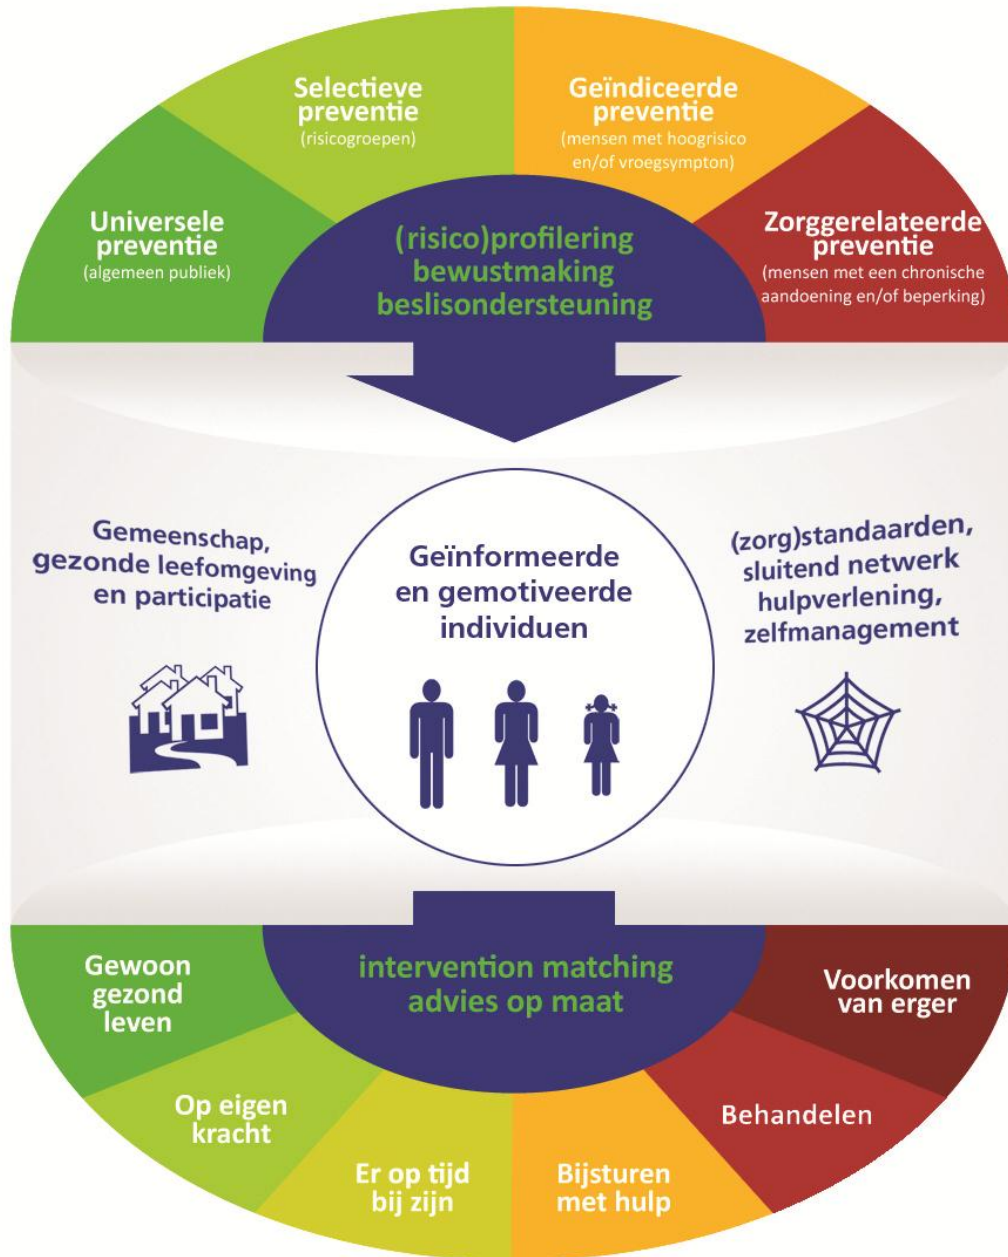 Selectieve
preventie
(risicogroepen)
Geïndiceerde
preventie
(mensen met hoogrisico
en/of vroegsympton)
Universele
preventie
(algemeen publiek)
(risico)profilering
bewustmaking
beslisondersteuning
Zorggerelateerde
preventie
(mensen met een chronische
aandoening en/of beperking)
Gemeenschap,
gezonde leefomgeving
en participatie
Geïnformeerde
en gemotiveerde
individuen
(zorg)standaarden,
sluitend netwerk
hulpverlening,
zelfmanagement
Gewoon
gezond
leven
intervention matching
advies op maat
Voorkomen
van erger
Op eigen
kracht
Er op tijd
bij zijn
Bijsturen
met hulp
Behandelen